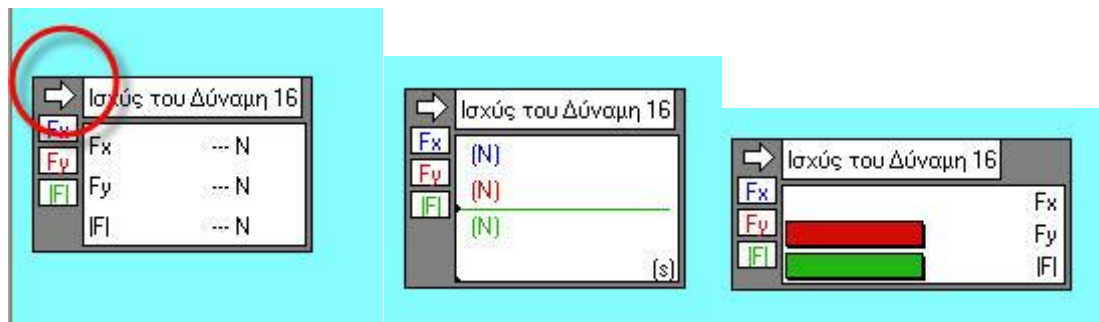 Ισχύς του Δύναμη 16
Fx
Fy
|F|
Fx --- N
Fy --- N
|F| --- N
Ισχύς του Δύναμη 16
Fx
Fy
|F|
(N)
(N)
(N)
(s)
Ισχύς του Δύναμη 16
Fx
Fy
|F|
Fx
Fy
|F|